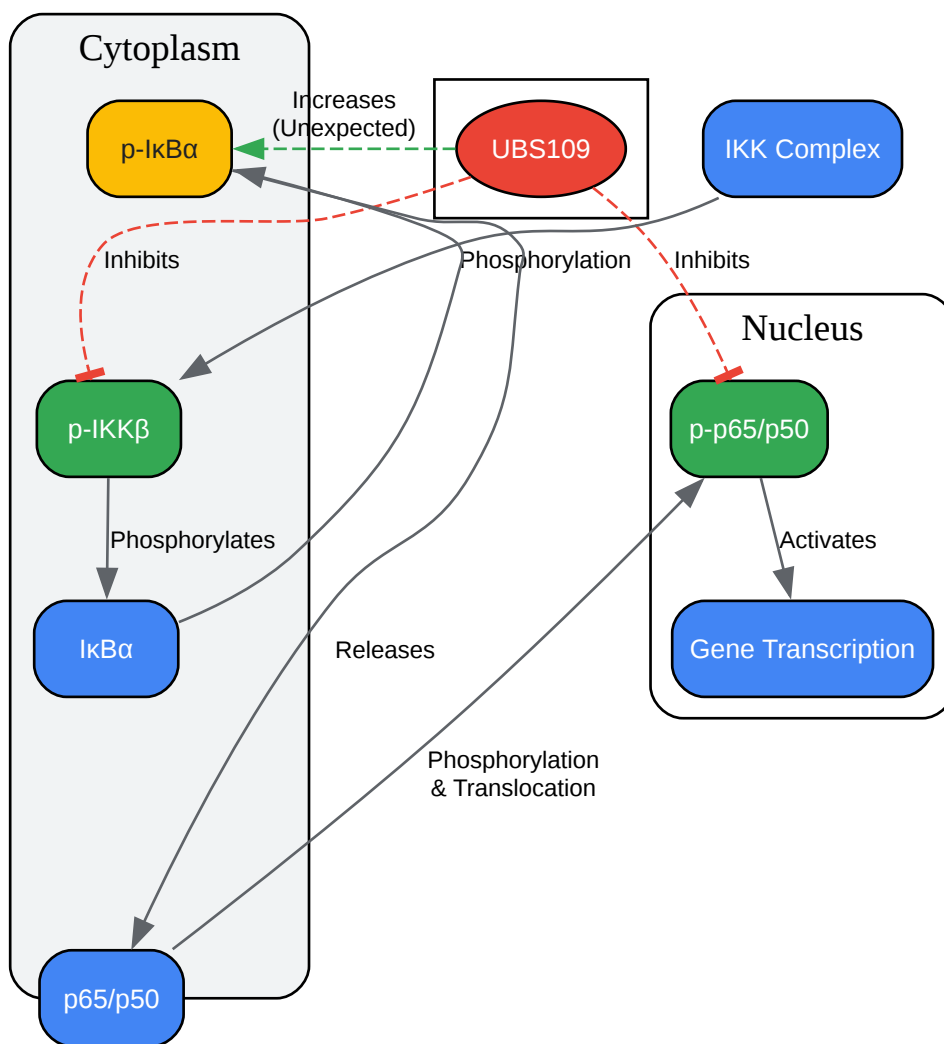 Cytoplasm
Increases
(Unexpected)
p-IκBα
UBS109
IKK Complex
Inhibits
Phosphorylation
Inhibits
Nucleus
p-IKKβ
p-p65/p50
Phosphorylates
Activates
IκBα
Releases
Gene Transcription
Phosphorylation
& Translocation
p65/p50